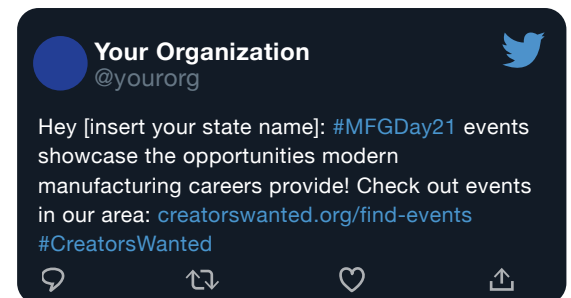 Your Organization
@yourorg
Hey [insert your state name]: #MFGDay21 events
showcase the opportunities modern
manufacturing careers provide! Check out events
in our area: creatorswanted.org/find-events
#CreatorsWanted